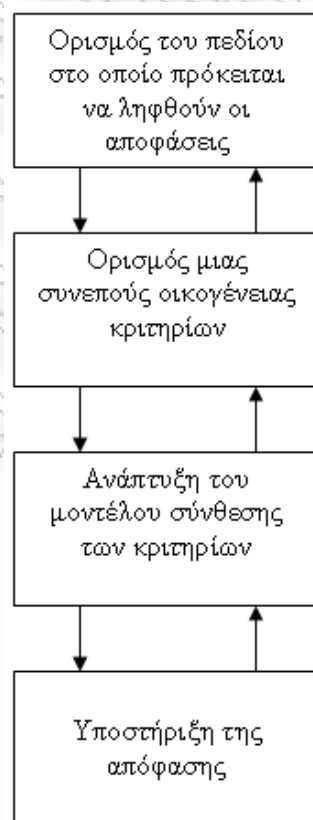 Ορισμός του πεδίου
στο οποίο πρόκειται
να ληφθούν οι
αποφάσεις
Ορισμός μιας
συνεπούς οικογένειας
κριτηρίων
Ανάπτυξη του
μοντέλου σύνθεσης
των κριτηρίων
Υποστήριξη της
απόφασης